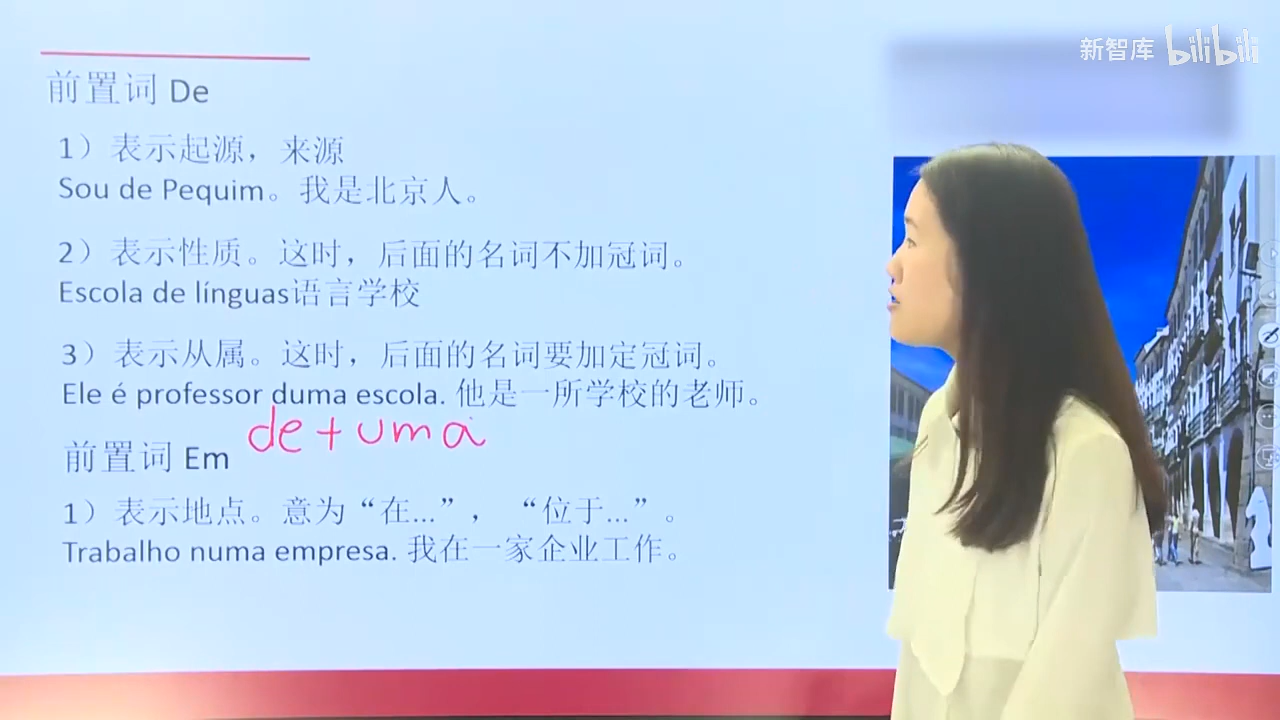 新智库 bilibili
前置词 De
1）表示起源，来源
Sou de Pequim。我是北京人。
2）表示性质。这时，后面的名词不加冠词。
Escola de línguas语言学校
3）表示从属。这时，后面的名词要加定冠词。
Ele é professor duma escola. 他是一所学校的老师。
de+uma
前置词 Em
1）表示地点。意为“在...”，“位于...”。
Trabalho numa empresa. 我在一家企业工作。